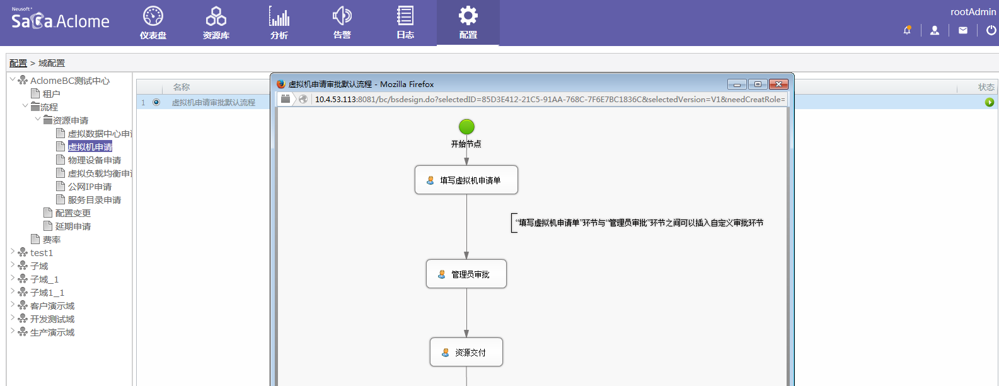 Neusoft
SaCa Aclome
仪表盘
资源库
分析
告警
日志
配置
rootAdmin
配置 > 域配置
AclomeBC测试中心
租户
流程
资源申请
虚拟数据中心申
虚拟机申请
物理设备申请
虚拟负载均衡申
公网IP申请
服务目录申请
配置变更
延期申请
费率
test1
子域
子域_1
子域1_1
客户演示域
开发测试域
生产演示域
名称
状态
1 虚拟机申请审批默认流程
虚拟机申请审批默认流程 - Mozilla Firefox
10.4.53.113:8081/bc/bsdesign.do?selectedID=85D3E412-21C5-91AA-768C-7F6E7BC1836C&selectedVersion=V1&needCreatRole=
开始节点
填写虚拟机申请单
“填写虚拟机申请单”环节与“管理员审批”环节之间可以插入自定义审批环节
管理员审批
资源交付